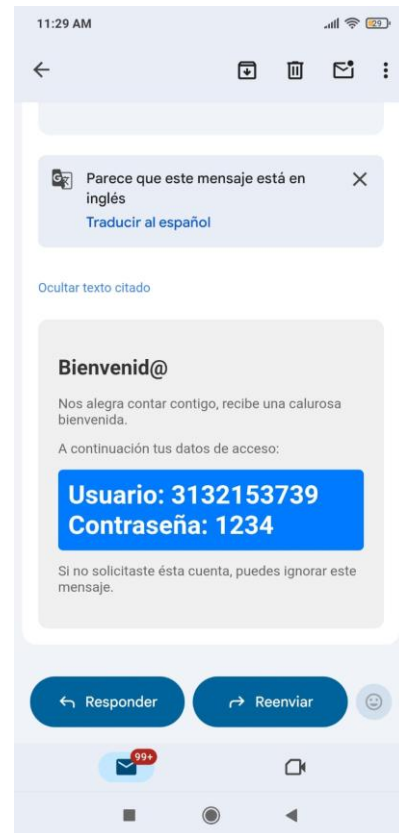 11:29 AM
29
Parece que este mensaje está en
inglés
Traducir al español
Ocultar texto citado
Bienvenid@
Nos alegra contar contigo, recibe una calurosa
bienvenida.
A continuación tus datos de acceso:
Usuario: 3132153739
Contraseña: 1234
Si no solicitaste ésta cuenta, puedes ignorar este
mensaje.
Responder
Reenviar
99+